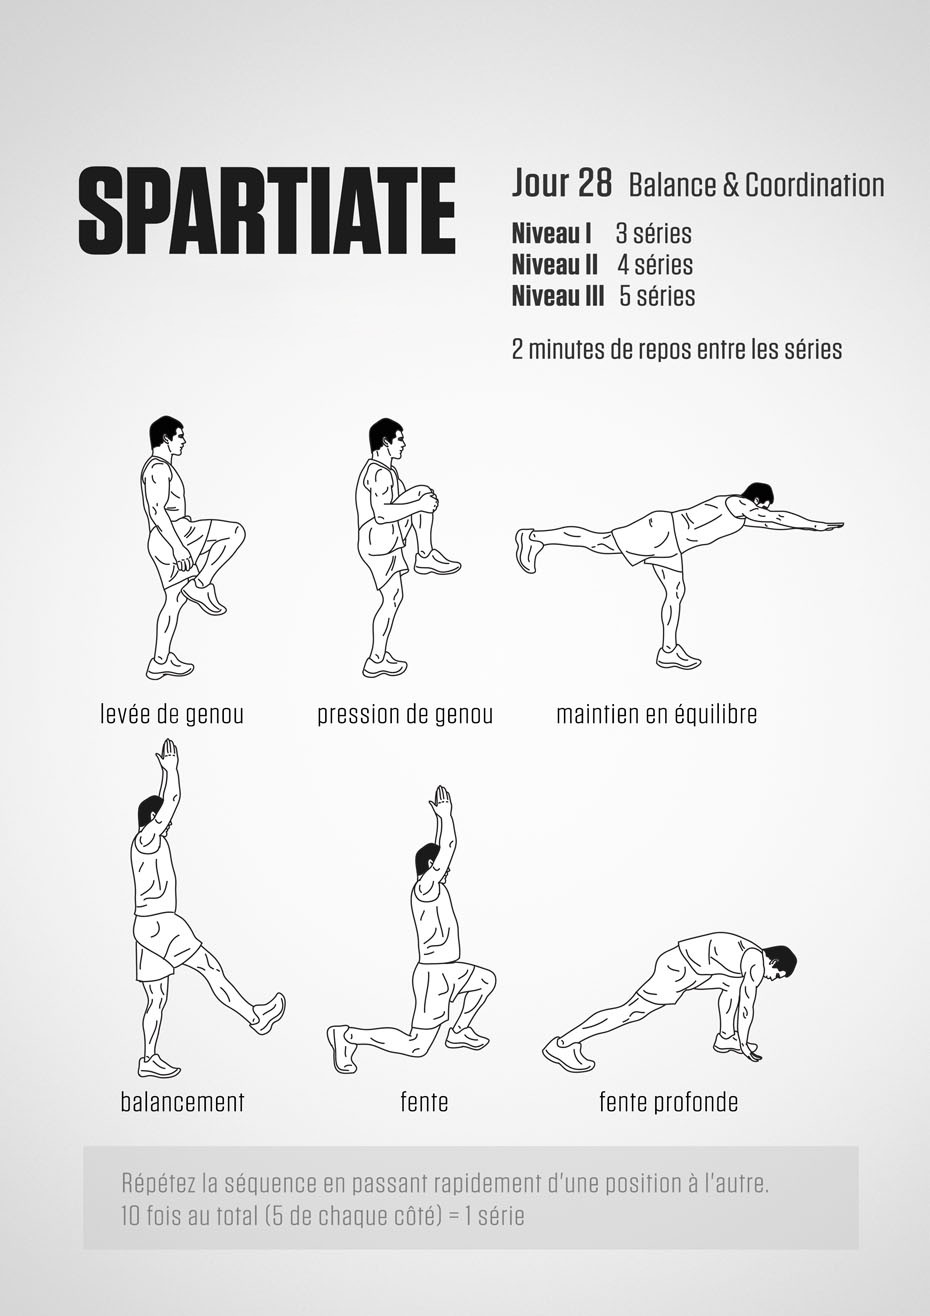 SPARTIATE
Jour 28 Balance & Coordination
Niveau I 3 séries
Niveau II 4 séries
Niveau III 5 séries
2 minutes de repos entre les séries
levée de genou
pression de genou
maintien en équilibre
balancement
fente
fente profonde
Répétez la séquence en passant rapidement d'une position à l'autre.
10 fois au total (5 de chaque côté) = 1 série